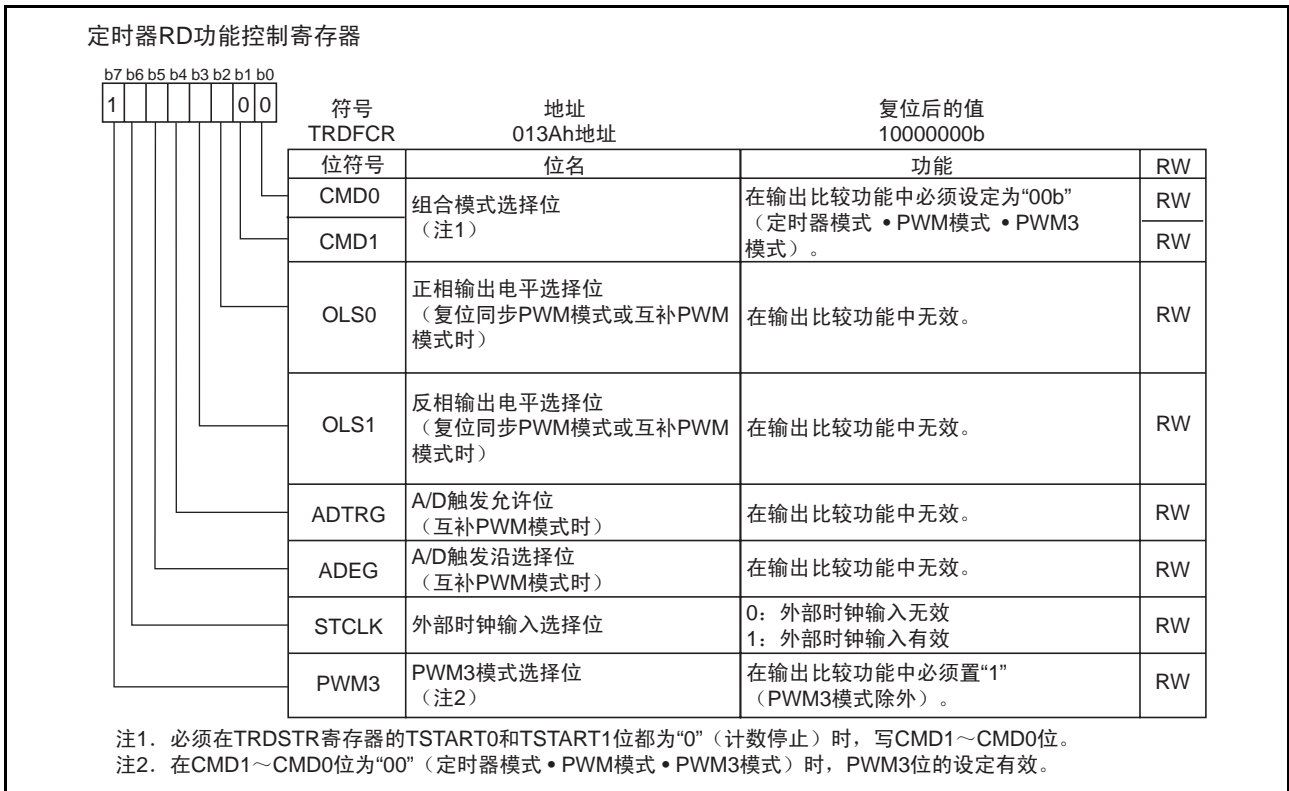 定时器RD功能控制寄存器
b7 b6 b5 b4 b3 b2 b1 b0
1 0 0
符号 地址 复位后的值
TRDFCR 013Ah地址 10000000b
位符号 位名 功能 RW
CMD0
CMD1
组合模式选择位
（注1）
在输出比较功能中必须设定为“00b”
（定时器模式 •PWM模式 •PWM3
模式）。
RW
RW
OLS0
正相输出电平选择位
（复位同步PWM模式或互补PWM
模式时）
在输出比较功能中无效。
RW
OLS1
反相输出电平选择位
（复位同步PWM模式或互补PWM
模式时）
在输出比较功能中无效。
RW
ADTRG
A/D触发允许位
（互补PWM模式时）
在输出比较功能中无效。
RW
ADEG
A/D触发沿选择位
（互补PWM模式时）
在输出比较功能中无效。
RW
STCLK
外部时钟输入选择位
0：外部时钟输入无效
1：外部时钟输入有效
RW
PWM3
PWM3模式选择位
（注2）
在输出比较功能中必须置“1”
（PWM3模式除外）。
RW
注1．必须在TRDSTR寄存器的TSTART0和TSTART1位都为“0”（计数停止）时，写CMD1～CMD0位。
注2．在CMD1～CMD0位为“00”（定时器模式•PWM模式•PWM3模式）时，PWM3位的设定有效。